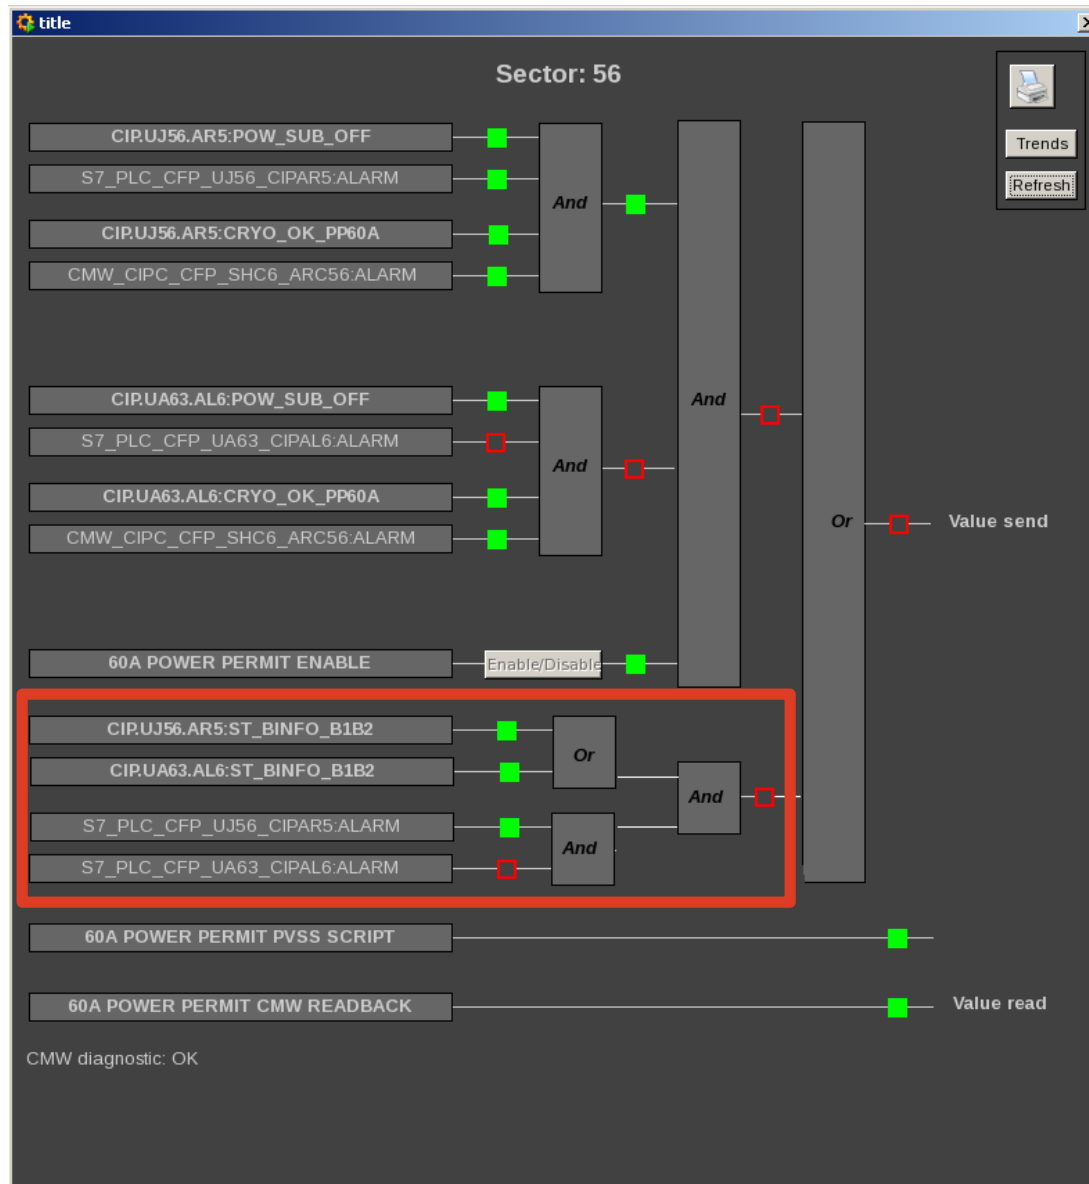 title
Sector: 56
Trends
Refresh
CIP.UJ56.AR5:POW_SUB_OFF
S7_PLC_CFP_UJ56_CIPAR5:ALARM
And
CIP.UJ56.AR5:CRYO_OK_PP60A
CMW_CIPC_CFP_SHC6_ARC56:ALARM
CIP.UA63.AL6:POW_SUB_OFF
And
S7_PLC_CFP_UA63_CIPAL6:ALARM
And
CIP.UA63.AL6:CRYO_OK_PP60A
CMW_CIPC_CFP_SHC6_ARC56:ALARM
Or
Value send
60A POWER PERMIT ENABLE
Enable/Disable
CIP.UJ56.AR5:ST_BINFO_B1B2
Or
CIP.UA63.AL6:ST_BINFO_B1B2
And
S7_PLC_CFP_UJ56_CIPAR5:ALARM
And
S7_PLC_CFP_UA63_CIPAL6:ALARM
60A POWER PERMIT PVSS SCRIPT
60A POWER PERMIT CMW READBACK
Value read
CMW diagnostic: OK